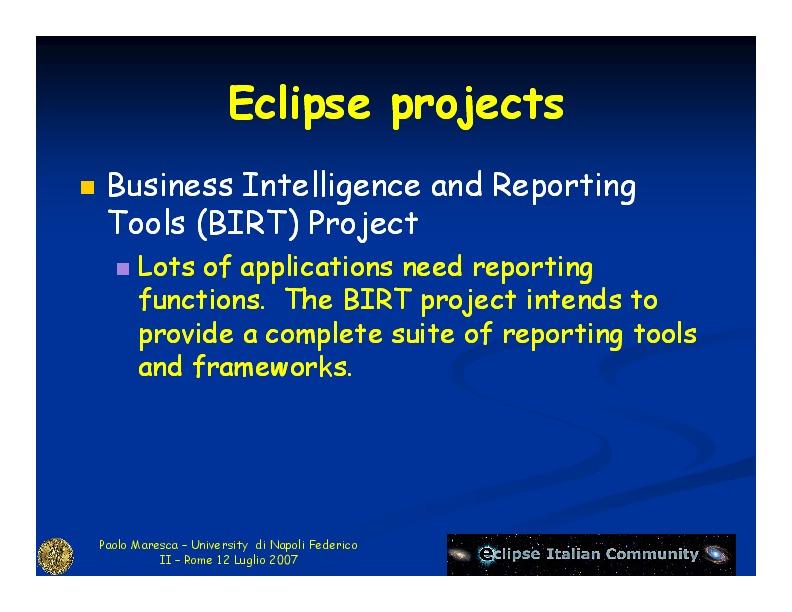 Eclipse projects
Business Intelligence and Reporting
Tools (BIRT) Project
Lots of applications need reporting
functions.  The BIRT project intends to
provide a complete suite of reporting tools
and frameworks.
Paolo Maresca – University  di Napoli Federico
II – Rome 12 Luglio 2007
eclipse Italian Community